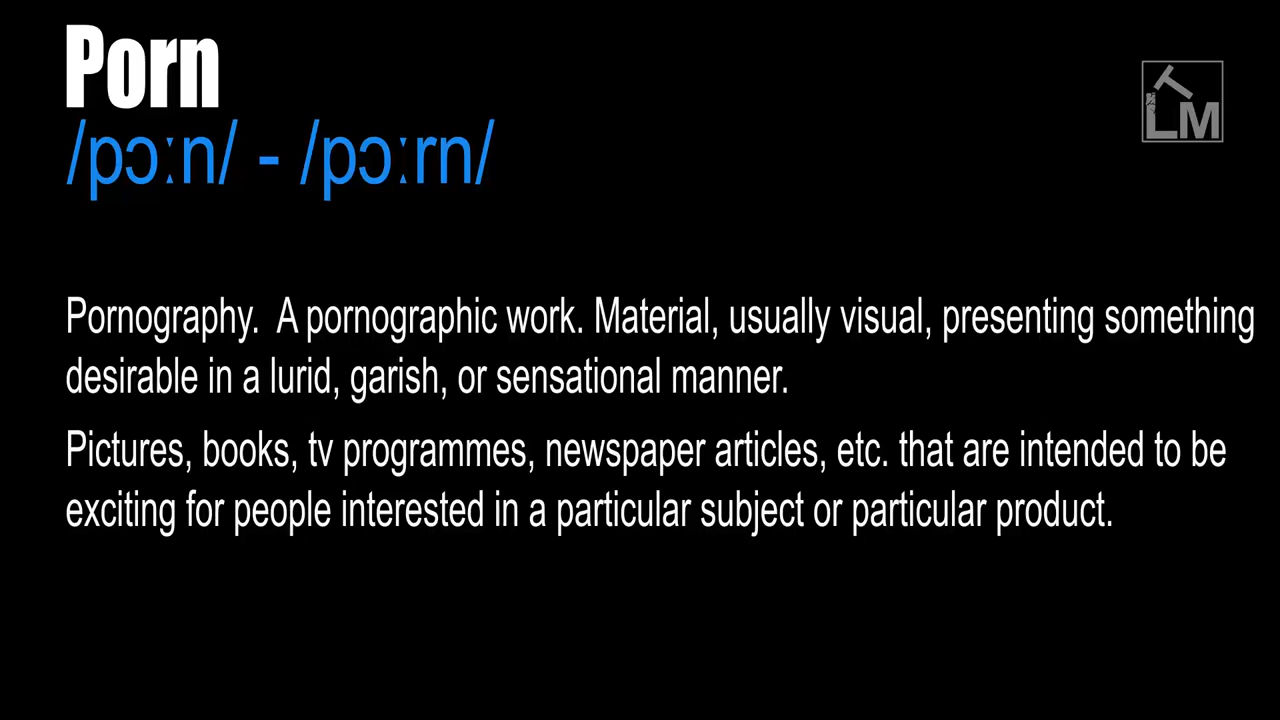 Porn
/pɔːn/ - /pɔːrn/
LM
Pornography.  A pornographic work. Material, usually visual, presenting something
desirable in a lurid, garish, or sensational manner.
Pictures, books, tv programmes, newspaper articles, etc. that are intended to be
exciting for people interested in a particular subject or particular product.